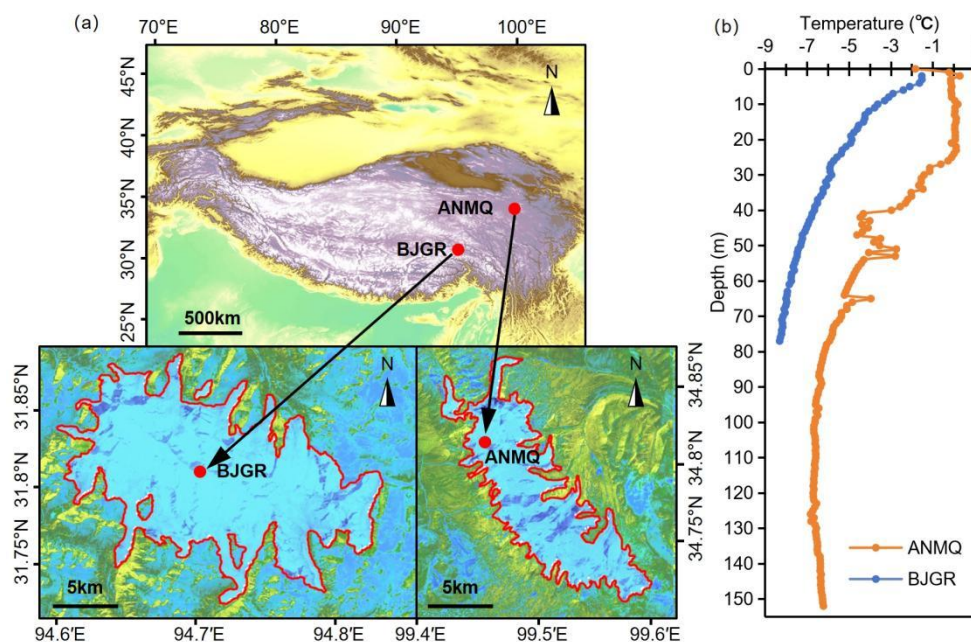 (a)
70°E 80°E 90°E 100°E
45°N
40°N
35°N
30°N
25°N
N
ANMQ
BJGR
500km
N
31.85°N
31.8°N
31.75°N
BJGR
5km
94.6°E 94.7°E 94.8°E
N
34.85°N
34.8°N
34.75°N
ANMQ
5km
99.4°E 99.5°E 99.6°E
(b)
Temperature (℃)
-9 -7 -5 -3 -1
Depth (m)
0
10
20
30
40
50
60
70
80
90
100
110
120
130
140
150
ANMQ
BJGR